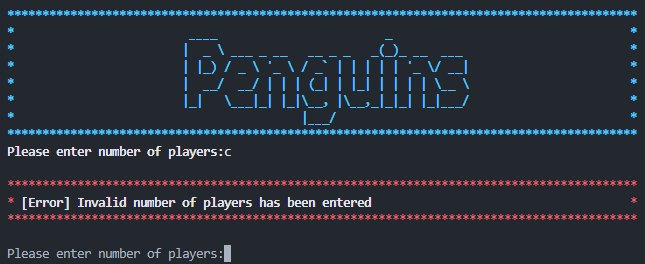 Penguins
Please enter number of players:c
* [Error] Invalid number of players has been entered *
Please enter number of players: